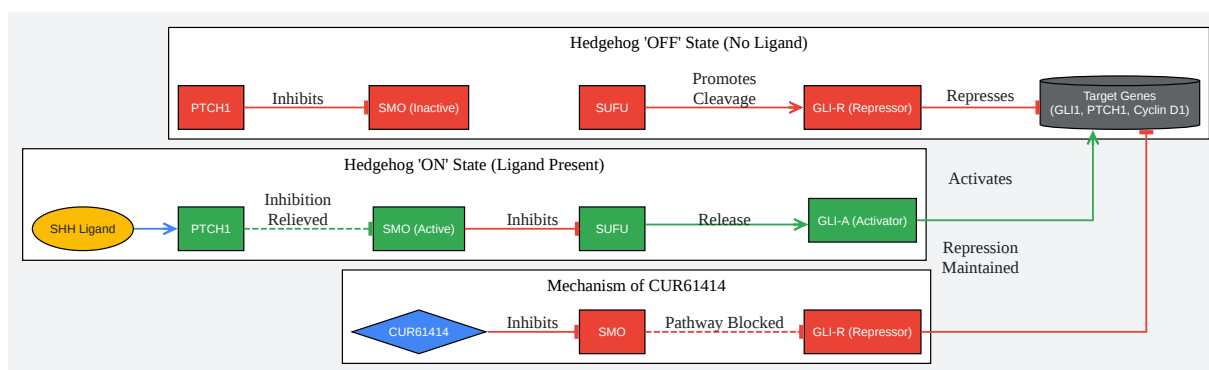 Hedgehog 'OFF' State (No Ligand)
PTCH1
Inhibits
SMO (Inactive)
SUFU
Promotes
Cleavage
GLI-R (Repressor)
Represses
Target Genes
(GLI1, PTCH1, Cyclin D1)
Hedgehog 'ON' State (Ligand Present)
SHH Ligand
PTCH1
Inhibition
Relieved
SMO (Active)
Inhibits
SUFU
Release
GLI-A (Activator)
Activates
Repression
Maintained
Mechanism of CUR61414
CUR61414
Inhibits
SMO
Pathway Blocked
GLI-R (Repressor)